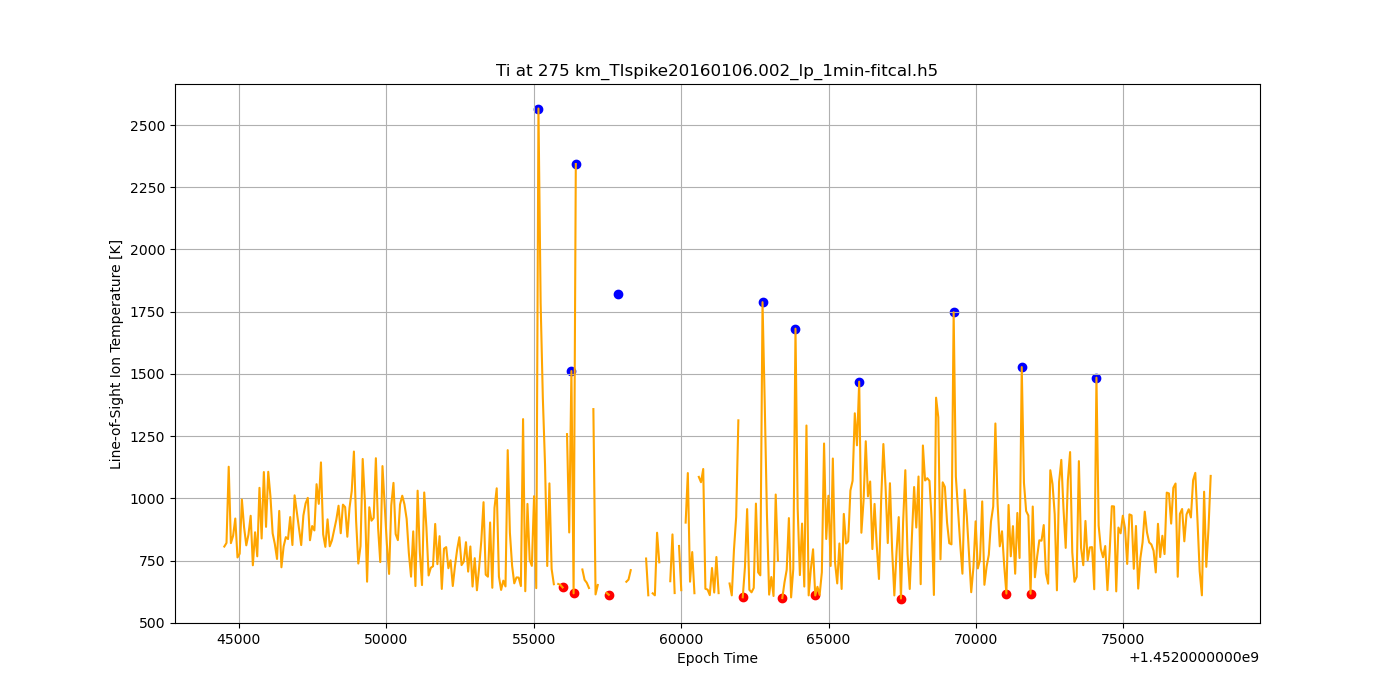 Ti at 275 km_TIspike20160106.002_lp_1min-fitcal.h5
Line-of-Sight Ion Temperature [K]
2500
2250
2000
1750
1500
1250
1000
750
500
45000 50000 55000 60000 65000 70000 75000
Epoch Time
+1.4520000000e9